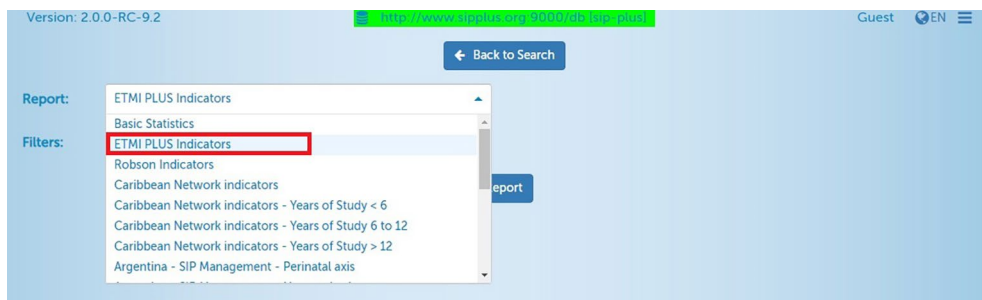 Version: 2.0.0-RC-9.2 http://www.sipplus.org:9000/db [sip-plus] Guest EN
Back to Search
Report: ETMI PLUS Indicators
Basic Statistics
Filters: ETMI PLUS Indicators
Robson Indicators
Caribbean Network indicators eport
Caribbean Network indicators - Years of Study < 6
Caribbean Network indicators - Years of Study 6 to 12
Caribbean Network indicators - Years of Study > 12
Argentina - SIP Management - Perinatal axis